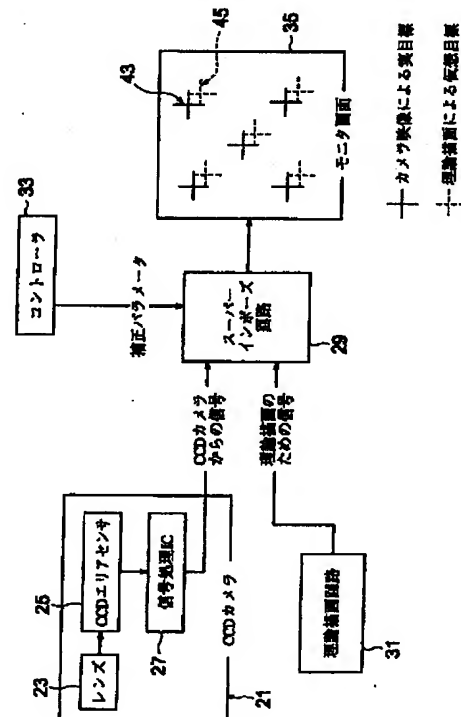 33
コントローラ
補正パラメータ
43
45
35
モニタ画面
スーパー
インポーズ
回路
29
CCDカメラ
からの信号
理論描画の
ための信号
25
CCDエリアセンサ
23
レンズ
信号処理IC
27
CCDカメラ
21
理論描画回路
31
カメラ映像による実目標
理論描画による仮想目標